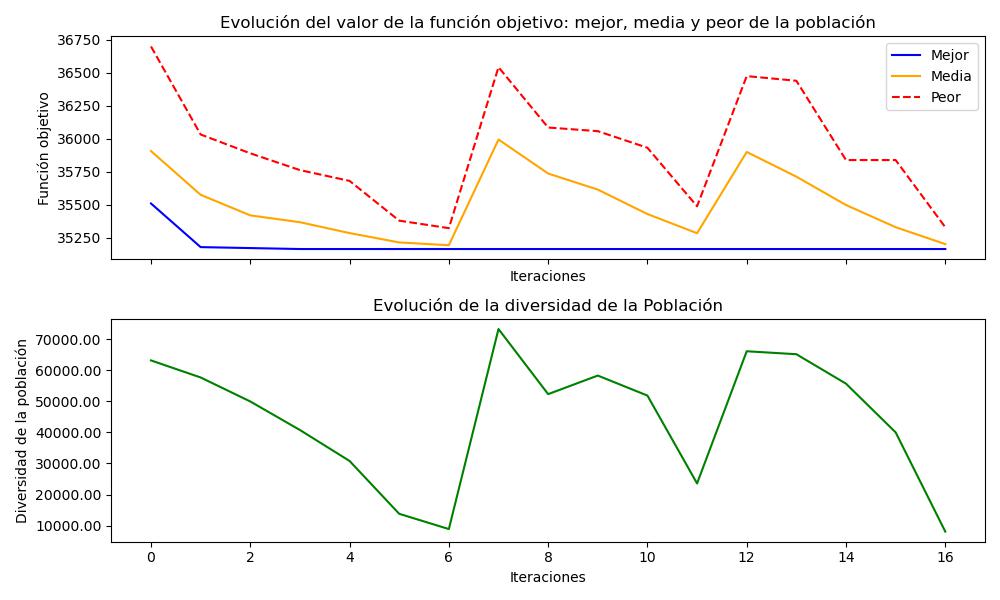 Evolución del valor de la función objetivo: mejor, media y peor de la población
36750
36500
36250
36000
35750
35500
35250
Función objetivo
Mejor
Media
Peor
Iteraciones
Evolución de la diversidad de la Población
70000.00
60000.00
50000.00
40000.00
30000.00
20000.00
10000.00
Diversidad de la población
0 2 4 6 8 10 12 14 16
Iteraciones